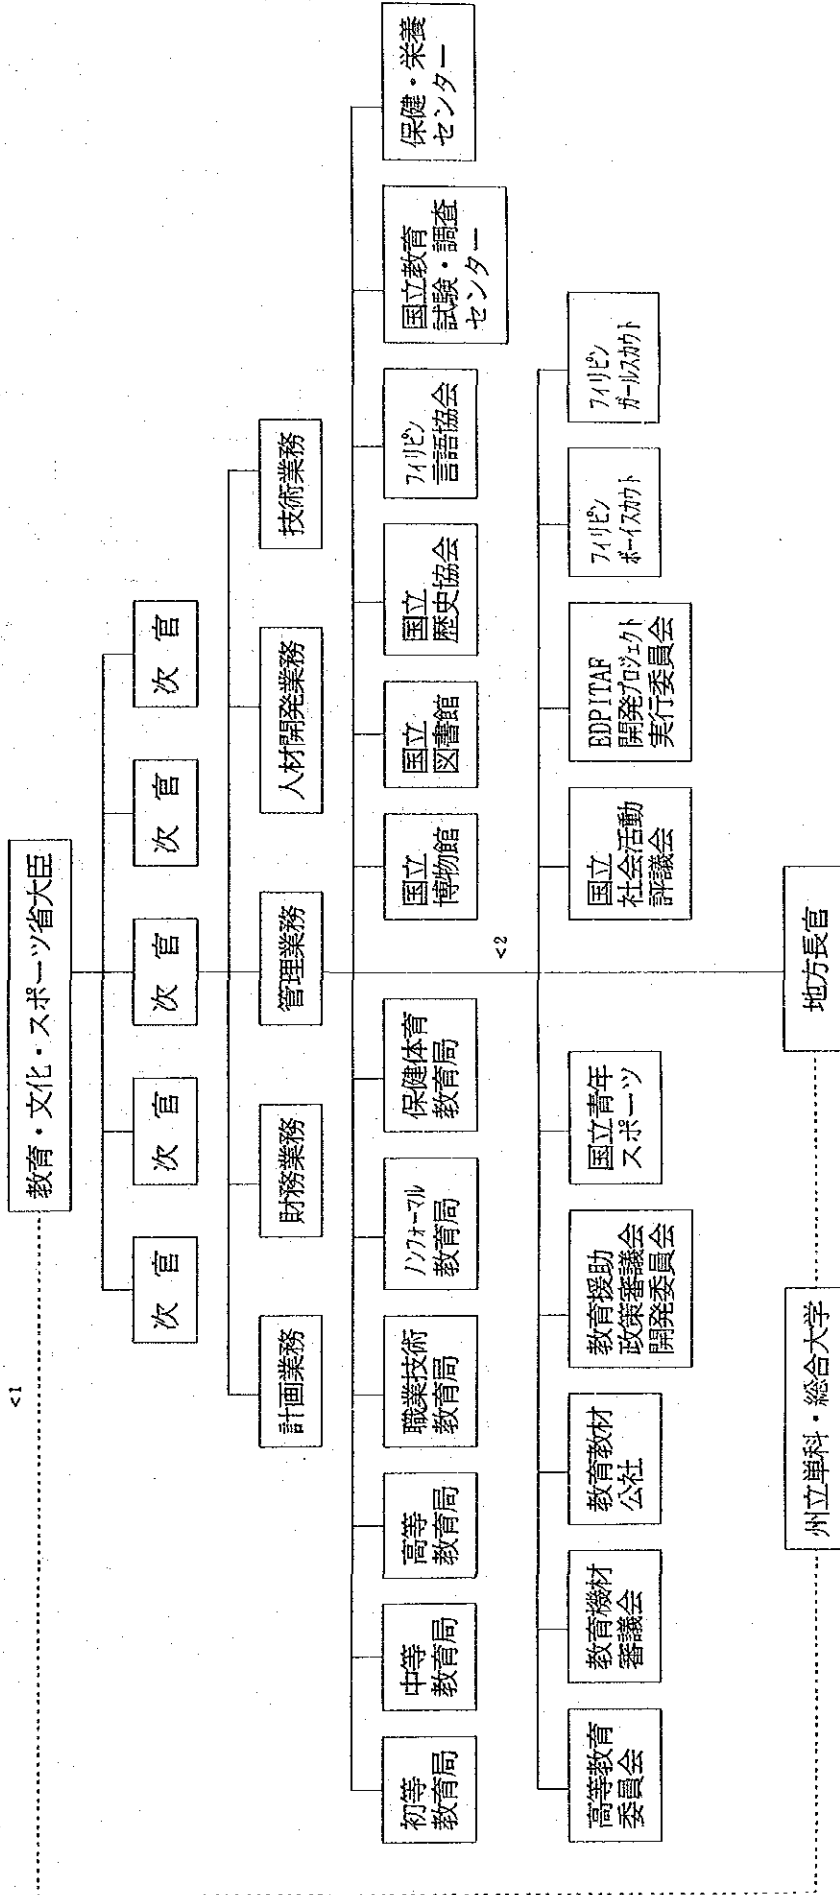 <1
教育・文化・スポーツ省大臣
次　官
次　官
次　官
次　官
次　官
計画業務
財務業務
管理業務
人材開発業務
技術業務
初等
教育局
中等
教育局
高等
教育局
職業技術
教育局
ノンフォーマル
教育局
保健体育
教育局
国立
博物館
国立
図書館
国立
歴史協会
フィリピン
言語協会
国立教育
試験・調査
センター
保健・栄養
センター
<2
高等教育
委員会
教育機材
審議会
教育教材
公社
教育援助
政策審議会
開発委員会
国立青年
スポーツ
国立
社会活動
評議会
EDPITAF
開発プロジェクト
実行委員会
フィリピン
ボーイスカウト
フィリピン
ガールスカウト
州立単科・総合大学
地方長官